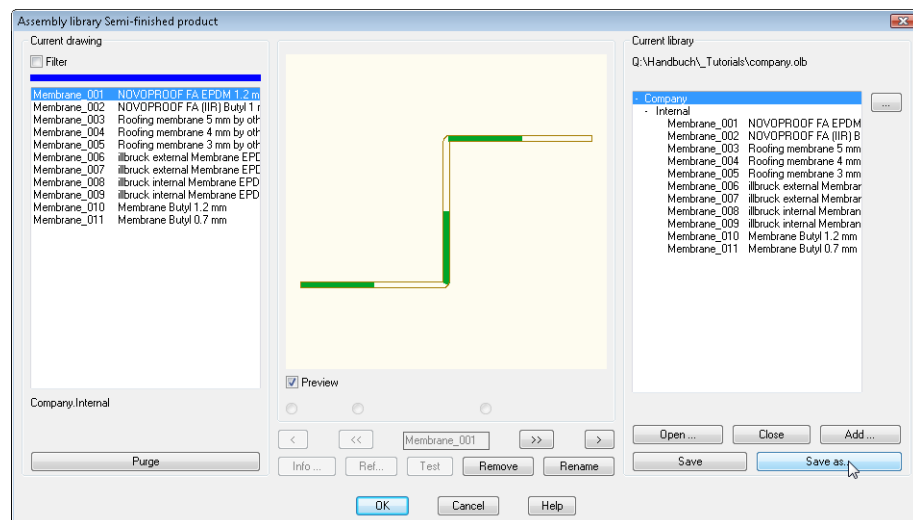 Assembly library Semi-finished product
Current drawing
Filter
Membrane_001 NOVOPROOF FA EPDM 1.2 m
Membrane_002 NOVOPROOF FA (IIR) Butyl 1 r
Membrane_003 Roofing membrane 5 mm by oth
Membrane_004 Roofing membrane 4 mm by oth
Membrane_005 Roofing membrane 3 mm by oth
Membrane_006 illbruck external Membrane EPD
Membrane_007 illbruck external Membrane EPD
Membrane_008 illbruck internal Membrane EPD
Membrane_009 illbruck internal Membrane EPD
Membrane_010 Membrane Butyl 1.2 mm
Membrane_011 Membrane Butyl 0.7 mm
Company.Internal
Purge
Preview
< << Membrane_001 >> >
Info ... Ref... Test Remove Rename
Current library
Q:\Handbuch\_Tutorials\company.olb
...
- Company
- Internal
Membrane_001 NOVOPROOF FA EPDM
Membrane_002 NOVOPROOF FA (IIR) B
Membrane_003 Roofing membrane 5 mm
Membrane_004 Roofing membrane 4 mm
Membrane_005 Roofing membrane 3 mm
Membrane_006 illbruck external Membrar
Membrane_007 illbruck external Membrar
Membrane_008 illbruck internal Membran
Membrane_009 illbruck internal Membran
Membrane_010 Membrane Butyl 1.2 mm
Membrane_011 Membrane Butyl 0.7 mm
Open ... Close Add ...
Save Save as...
OK Cancel Help